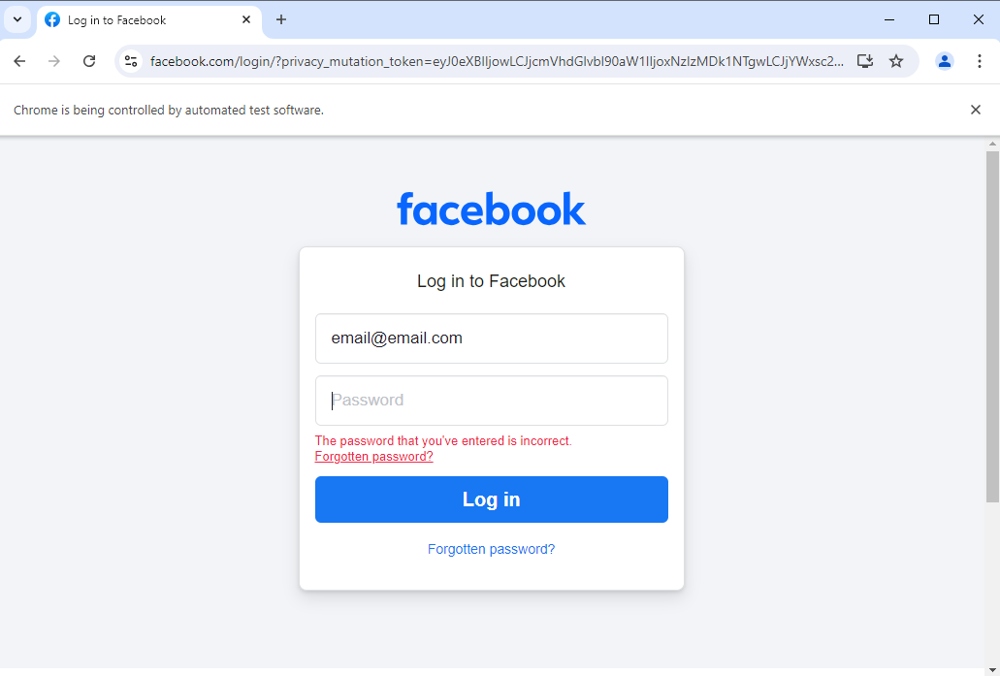 Log in to Facebook
facebook.com/login/?privacy_mutation_token=eyJ0eXBlIjowLCJjcmVhdGlvbl90aW1lIjoxNzIzMDk1NTgwLCJjYWxsc2...
Chrome is being controlled by automated test software.
facebook
Log in to Facebook
email@email.com
Password
The password that you've entered is incorrect.
Forgotten password?
Log in
Forgotten password?